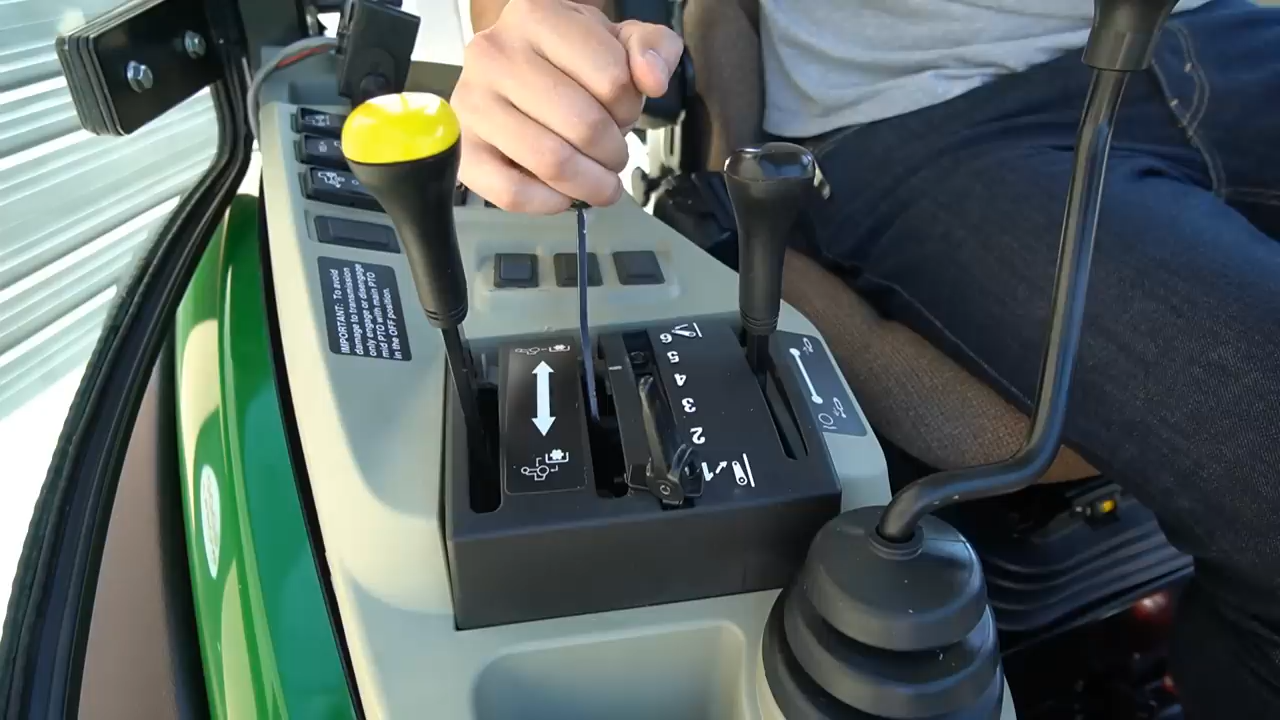 IMPORTANT: To avoid
damage to transmission
only engage or disengage
mid PTO with main PTO
in the OFF position.
6
5
4
3
2
1